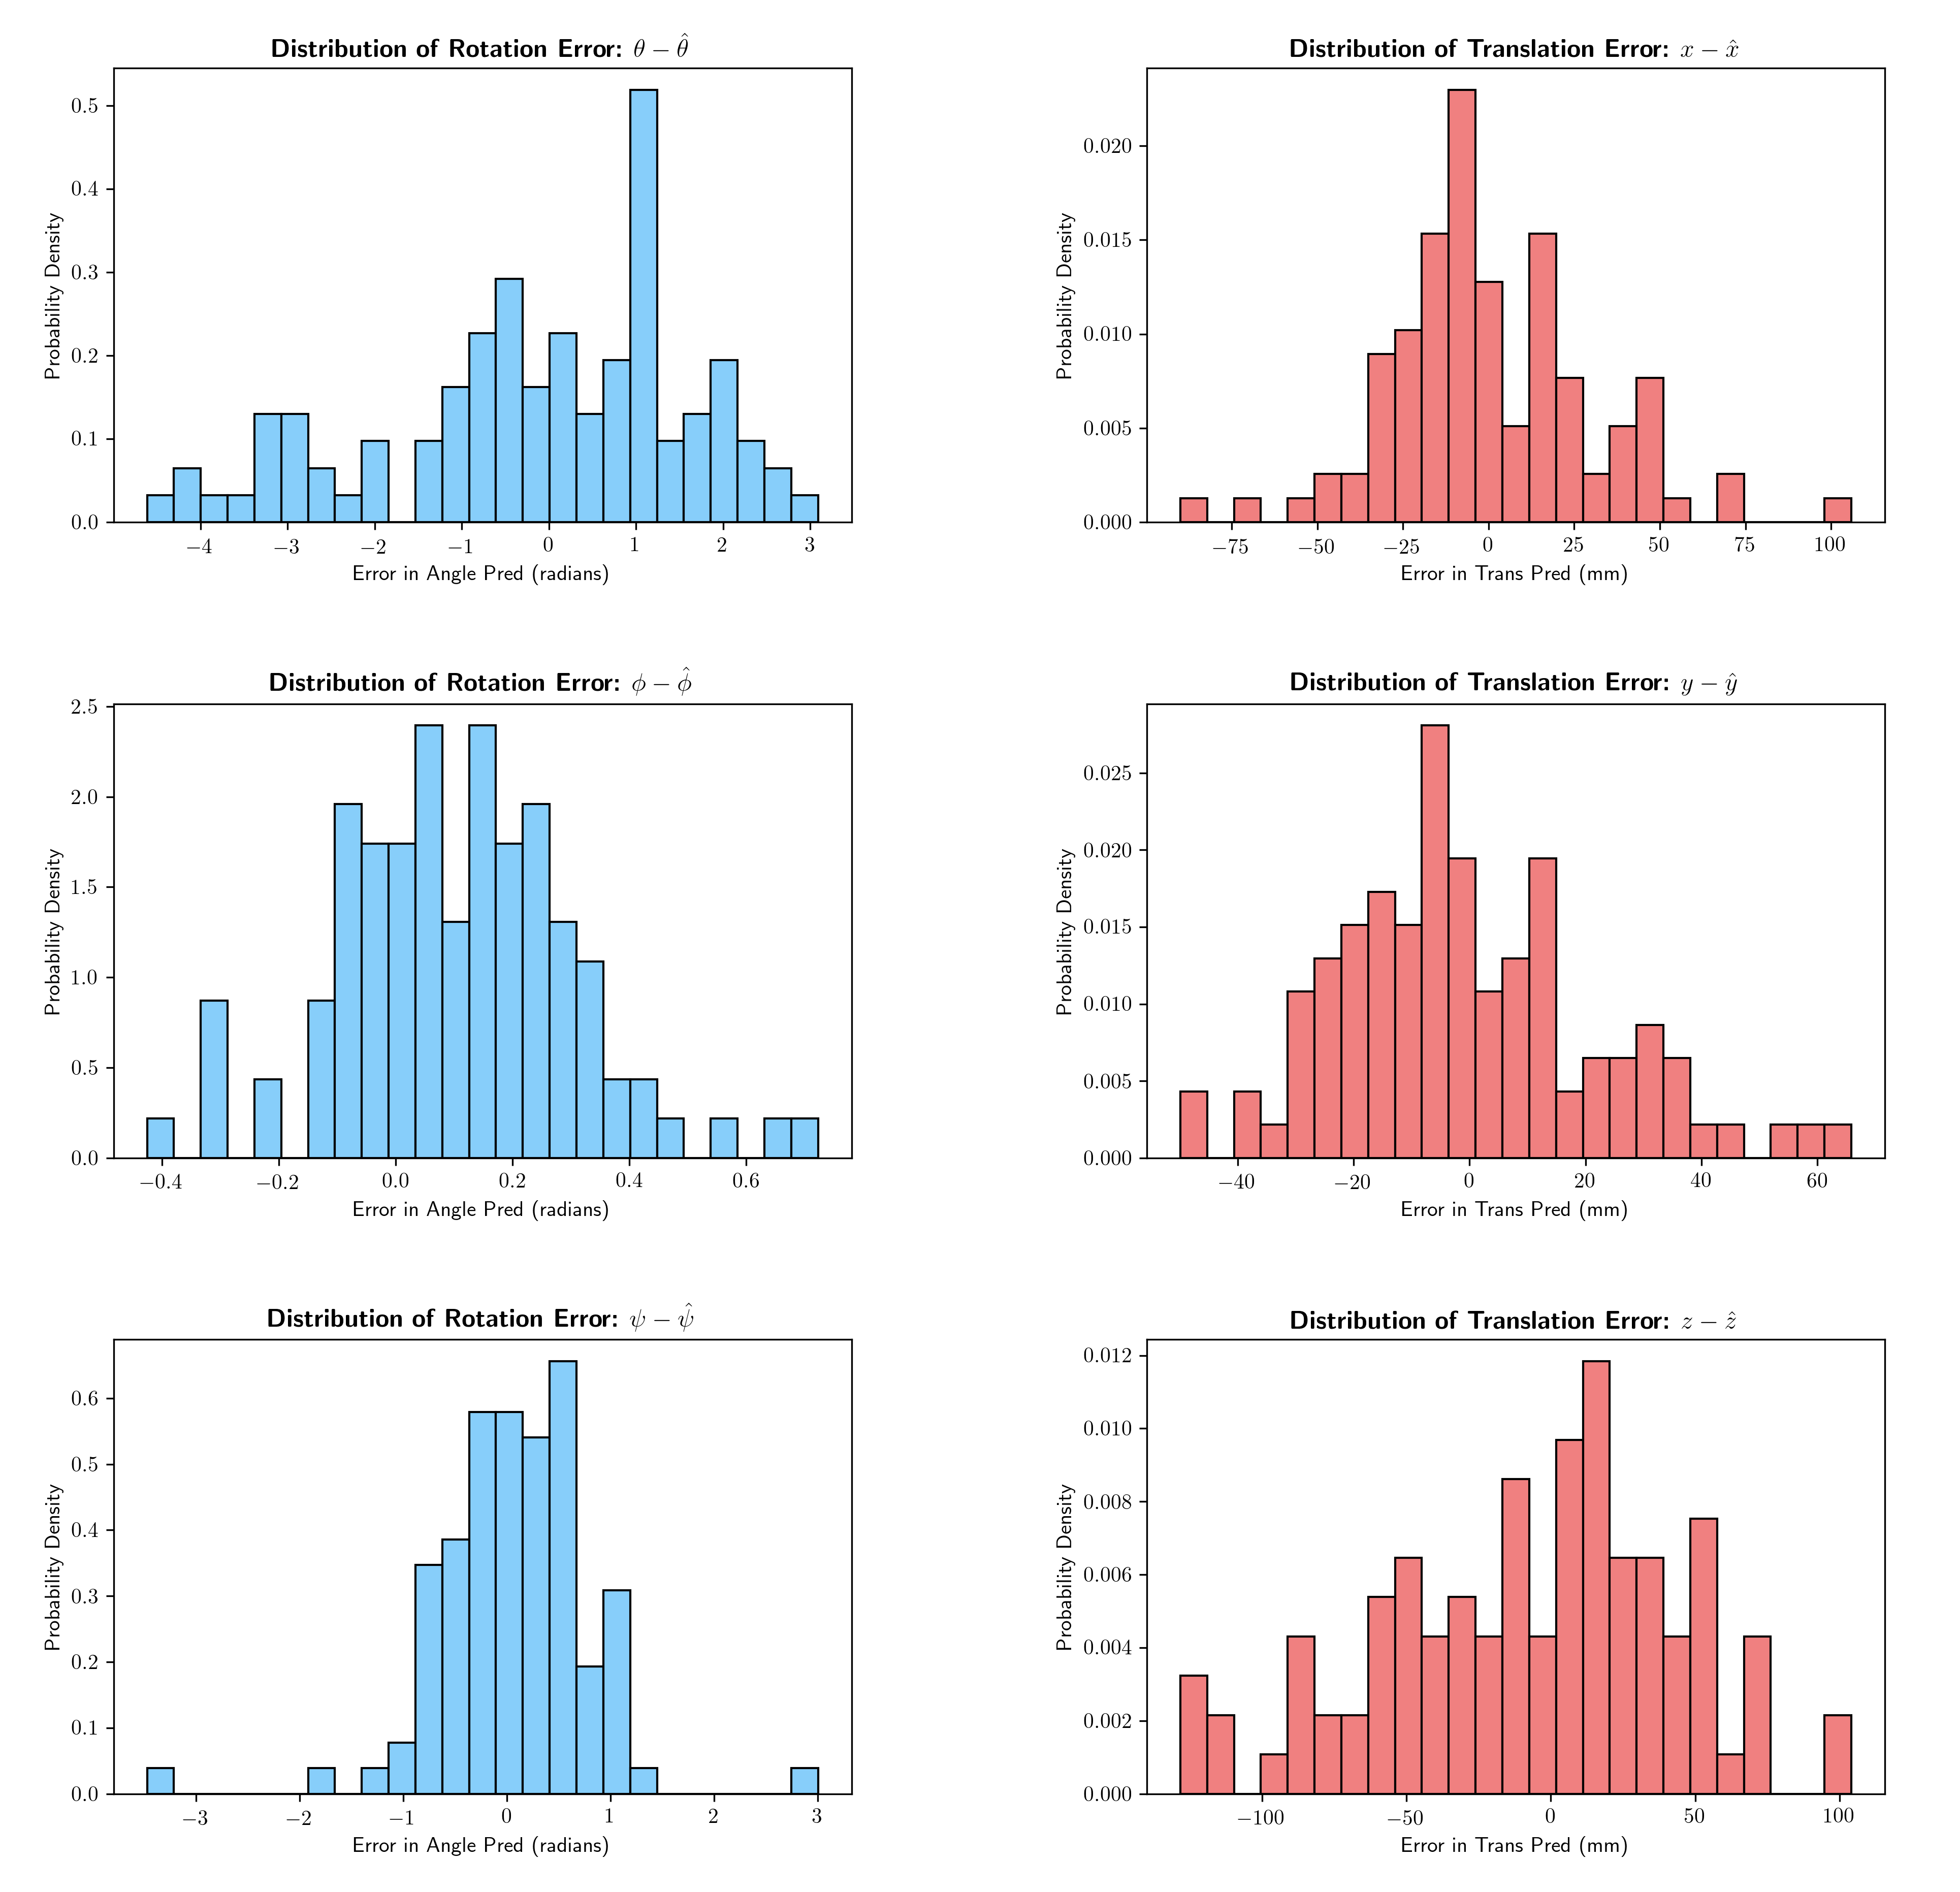 Distribution of Rotation Error: θ − θ̂
Probability Density
0.5
0.4
0.3
0.2
0.1
0.0
−4 −3 −2 −1 0 1 2 3
Error in Angle Pred (radians)
Distribution of Translation Error: x − x̂
Probability Density
0.020
0.015
0.010
0.005
0.000
−75 −50 −25 0 25 50 75 100
Error in Trans Pred (mm)
Distribution of Rotation Error: ϕ − ϕ̂
Probability Density
2.5
2.0
1.5
1.0
0.5
0.0
−0.4 −0.2 0.0 0.2 0.4 0.6
Error in Angle Pred (radians)
Distribution of Translation Error: y − ŷ
Probability Density
0.025
0.020
0.015
0.010
0.005
0.000
−40 −20 0 20 40 60
Error in Trans Pred (mm)
Distribution of Rotation Error: ψ − ψ̂
Probability Density
0.6
0.5
0.4
0.3
0.2
0.1
0.0
−3 −2 −1 0 1 2 3
Error in Angle Pred (radians)
Distribution of Translation Error: z − ẑ
Probability Density
0.012
0.010
0.008
0.006
0.004
0.002
0.000
−100 −50 0 50 100
Error in Trans Pred (mm)